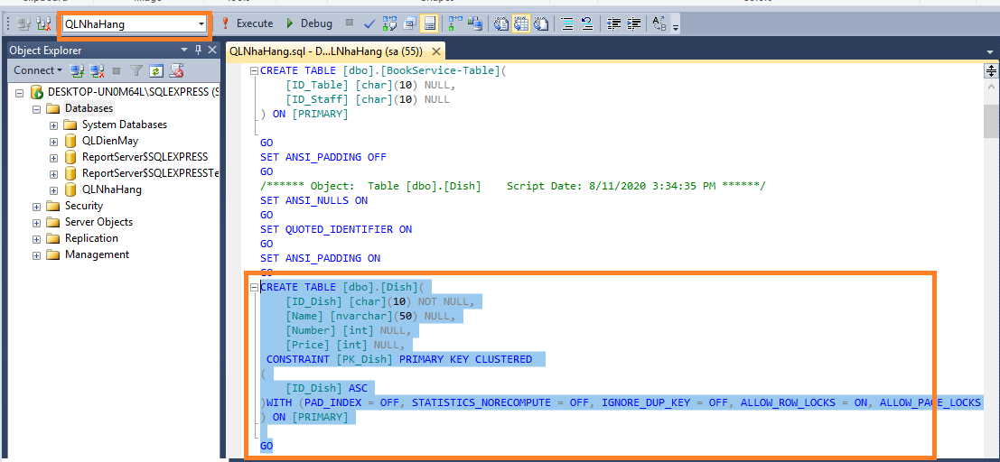 QLNhaHang
Execute
Debug
Object Explorer
Connect
DESKTOP-UN0M64L\SQLEXPRESS (S
Databases
System Databases
QLDienMay
ReportServer$SQLEXPRESS
ReportServer$SQLEXPRESSTe
QLNhaHang
Security
Server Objects
Replication
Management
QLNhaHang.sql - D...LNhaHang (sa (55))
CREATE TABLE [dbo].[BookService-Table](
[ID_Table] [char](10) NULL,
[ID_Staff] [char](10) NULL
) ON [PRIMARY]
GO
SET ANSI_PADDING OFF
GO
/****** Object:  Table [dbo].[Dish]    Script Date: 8/11/2020 3:34:35 PM ******/
SET ANSI_NULLS ON
GO
SET QUOTED_IDENTIFIER ON
GO
SET ANSI_PADDING ON
GO
CREATE TABLE [dbo].[Dish](
[ID_Dish] [char](10) NOT NULL,
[Name] [nvarchar](50) NULL,
[Number] [int] NULL,
[Price] [int] NULL,
CONSTRAINT [PK_Dish] PRIMARY KEY CLUSTERED
(
[ID_Dish] ASC
)WITH (PAD_INDEX = OFF, STATISTICS_NORECOMPUTE = OFF, IGNORE_DUP_KEY = OFF, ALLOW_ROW_LOCKS = ON, ALLOW_PAGE_LOCKS
) ON [PRIMARY]
GO